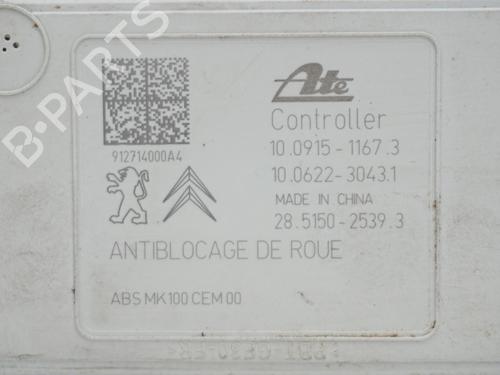 B-PARTS
Ate
912714000A4
Controller
10.0915-1167.3
10.0622-3043.1
MADE IN CHINA
28.5150-2539.3
ANTIBLOCAGE DE ROUE
ABS MK100 CEM 00